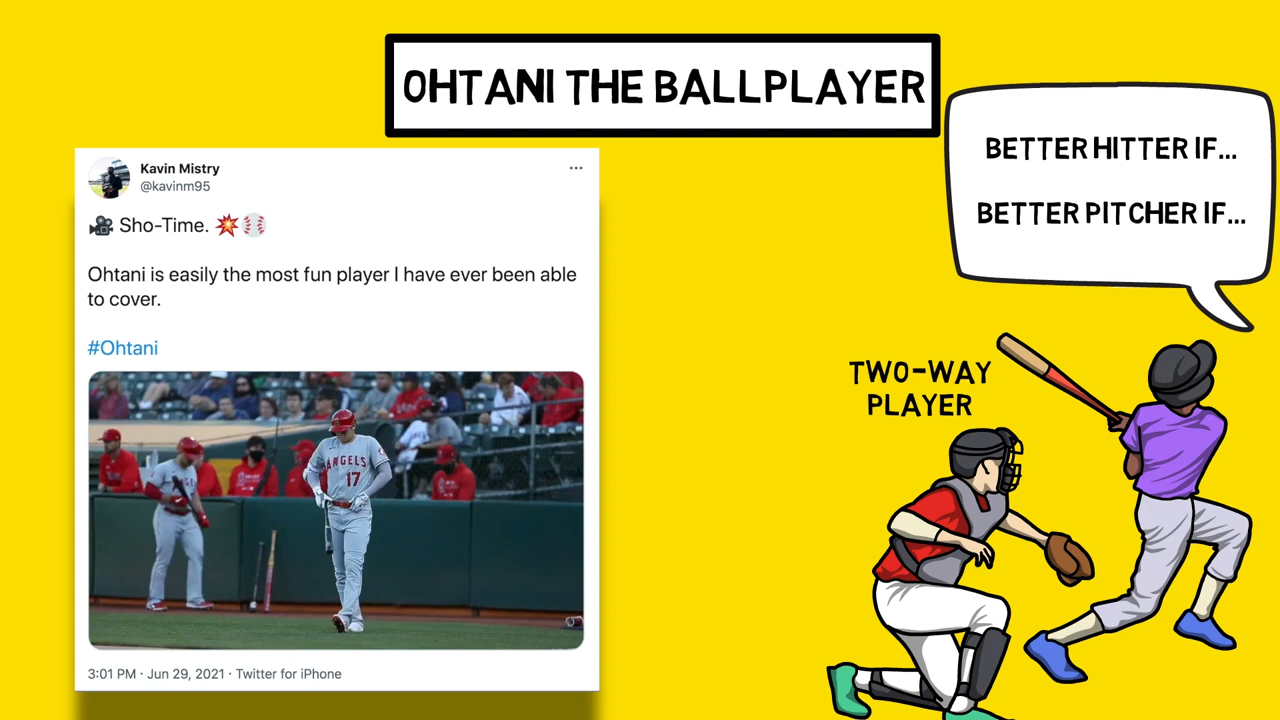 OHTANI THE BALLPLAYER
Kavin Mistry
@kavinm95
Sho-Time.
Ohtani is easily the most fun player I have ever been able
to cover.
#Ohtani
ANGELS
17
3:01 PM · Jun 29, 2021 · Twitter for iPhone
BETTER HITTER IF...
BETTER PITCHER IF...
TWO-WAY
PLAYER